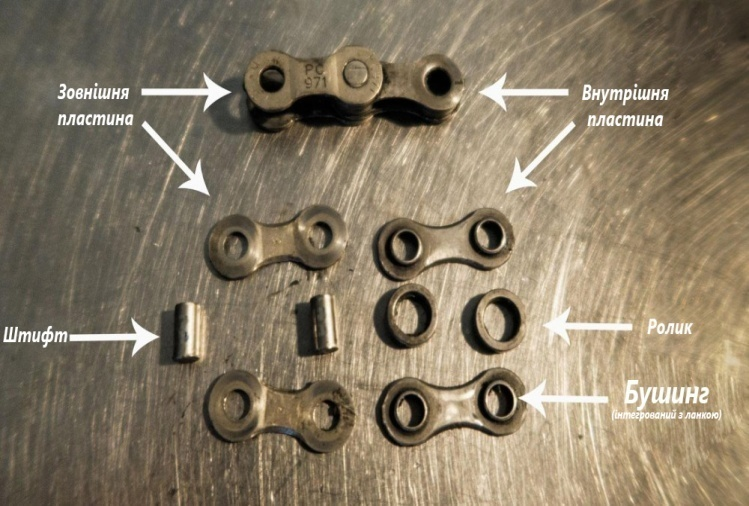 Зовнішня
пластина
PC
971
Внутрішня
пластина
Штифт
Ролик
Бушинг
(інтегрований з ланкою)